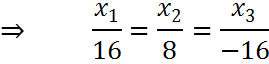 ⇒ x₁/16 = x₂/8 = x₃/−16